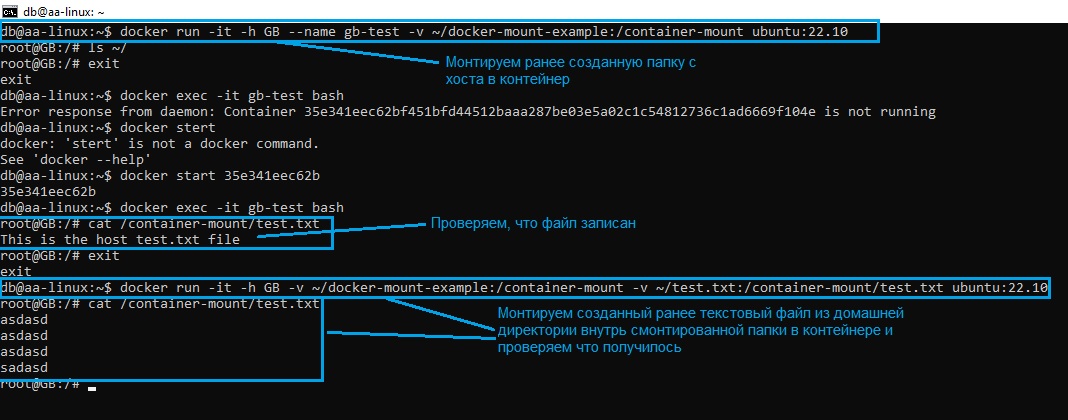 db@aa-linux: ~
db@aa-linux:~$ docker run -it -h GB --name gb-test -v ~/docker-mount-example:/container-mount ubuntu:22.10
root@GB:/# ls ~/
root@GB:/# exit
exit
Монтируем ранее созданную папку с
хоста в контейнер
db@aa-linux:~$ docker exec -it gb-test bash
Error response from daemon: Container 35e341eec62bf451bfd44512baaa287be03e5a02c1c54812736c1ad6669f104e is not running
db@aa-linux:~$ docker stert
docker: 'stert' is not a docker command.
See 'docker --help'
db@aa-linux:~$ docker start 35e341eec62b
35e341eec62b
db@aa-linux:~$ docker exec -it gb-test bash
root@GB:/# cat /container-mount/test.txt
This is the host test.txt file
Проверяем, что файл записан
root@GB:/# exit
exit
db@aa-linux:~$ docker run -it -h GB -v ~/docker-mount-example:/container-mount -v ~/test.txt:/container-mount/test.txt ubuntu:22.10
root@GB:/# cat /container-mount/test.txt
asdasd
asdasd
asdasd
sadasd
Монтируем созданный ранее текстовый файл из домашней
директории внутрь смонтированной папки в контейнере и
проверяем что получилось
root@GB:/#